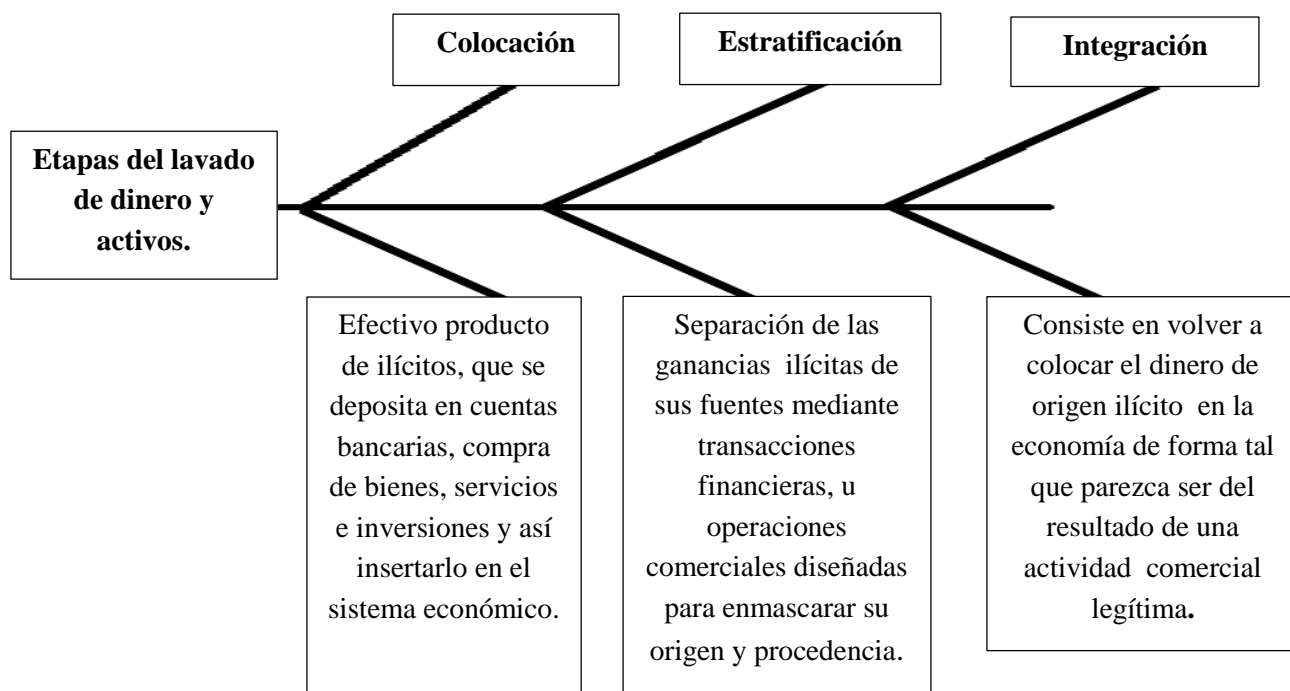 Colocación
Estratificación
Integración
Etapas del lavado
de dinero y
activos.
Efectivo producto
de ilícitos, que se
deposita en cuentas
bancarias, compra
de bienes, servicios
e inversiones y así
insertarlo en el
sistema económico.
Separación de las
ganancias ilícitas de
sus fuentes mediante
transacciones
financieras, u
operaciones
comerciales diseñadas
para enmascarar su
origen y procedencia.
Consiste en volver a
colocar el dinero de
origen ilícito en la
economía de forma tal
que parezca ser del
resultado de una
actividad comercial
legítima.